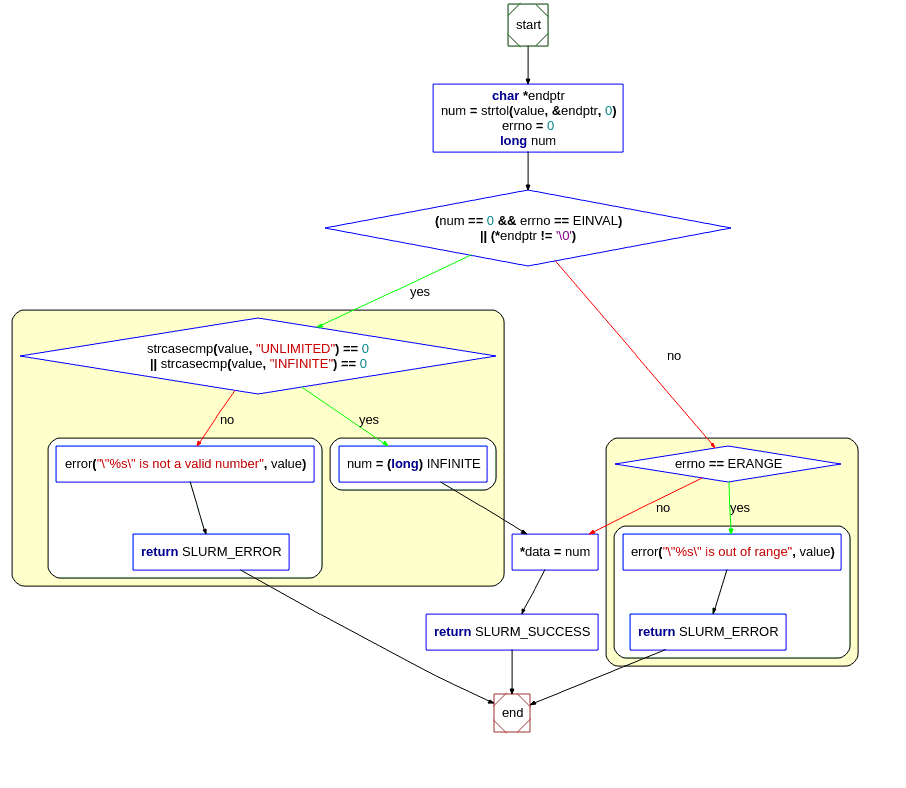 start
char *endptr
num = strtol(value, &endptr, 0)
errno = 0
long num
(num == 0 && errno == EINVAL)
|| (*endptr != '\0')
yes
no
strcasecmp(value, "UNLIMITED") == 0
|| strcasecmp(value, "INFINITE") == 0
no
yes
error("\"%s\" is not a valid number", value)
num = (long) INFINITE
errno == ERANGE
no
yes
return SLURM_ERROR
*data = num
error("\"%s\" is out of range", value)
return SLURM_SUCCESS
return SLURM_ERROR
end